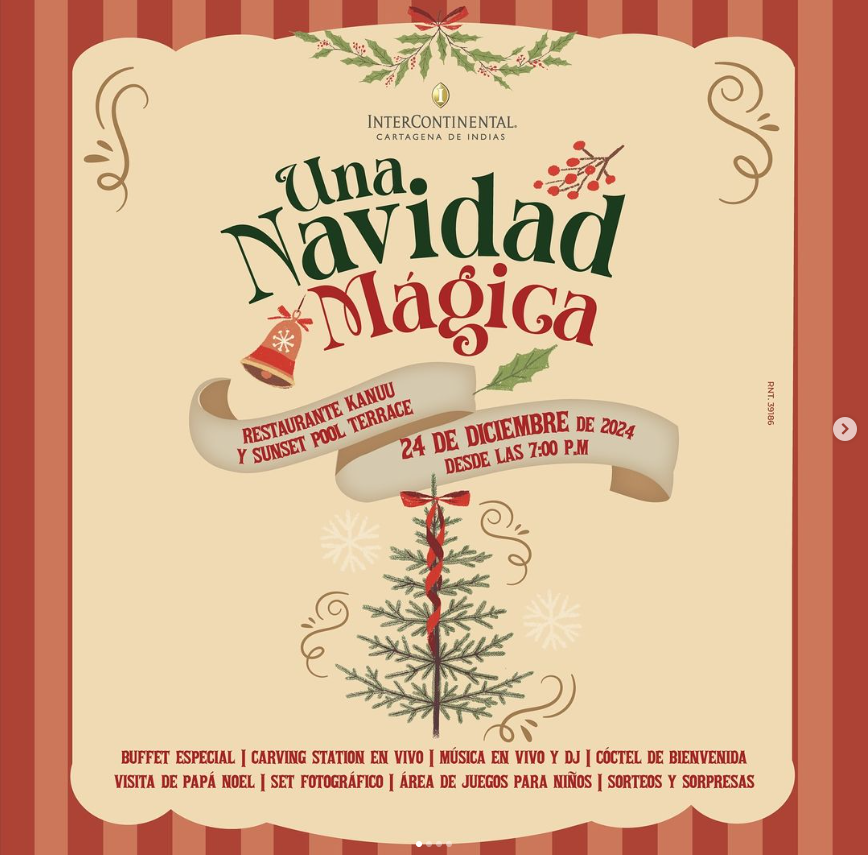 INTERCONTINENTAL.
CARTAGENA DE INDIAS
Una
Navidad
Mágica
RESTAURANTE KANUU
Y SUNSET POOL TERRACE
24 DE DICIEMBRE DE 2024
DESDE LAS 7:00 P.M
RNT. 39186
BUFFET ESPECIAL | CARVING STATION EN VIVO | MÚSICA EN VIVO Y DJ | CÓCTEL DE BIENVENIDA
VISITA DE PAPÁ NOEL | SET FOTOGRÁFICO | ÁREA DE JUEGOS PARA NIÑOS | SORTEOS Y SORPRESAS